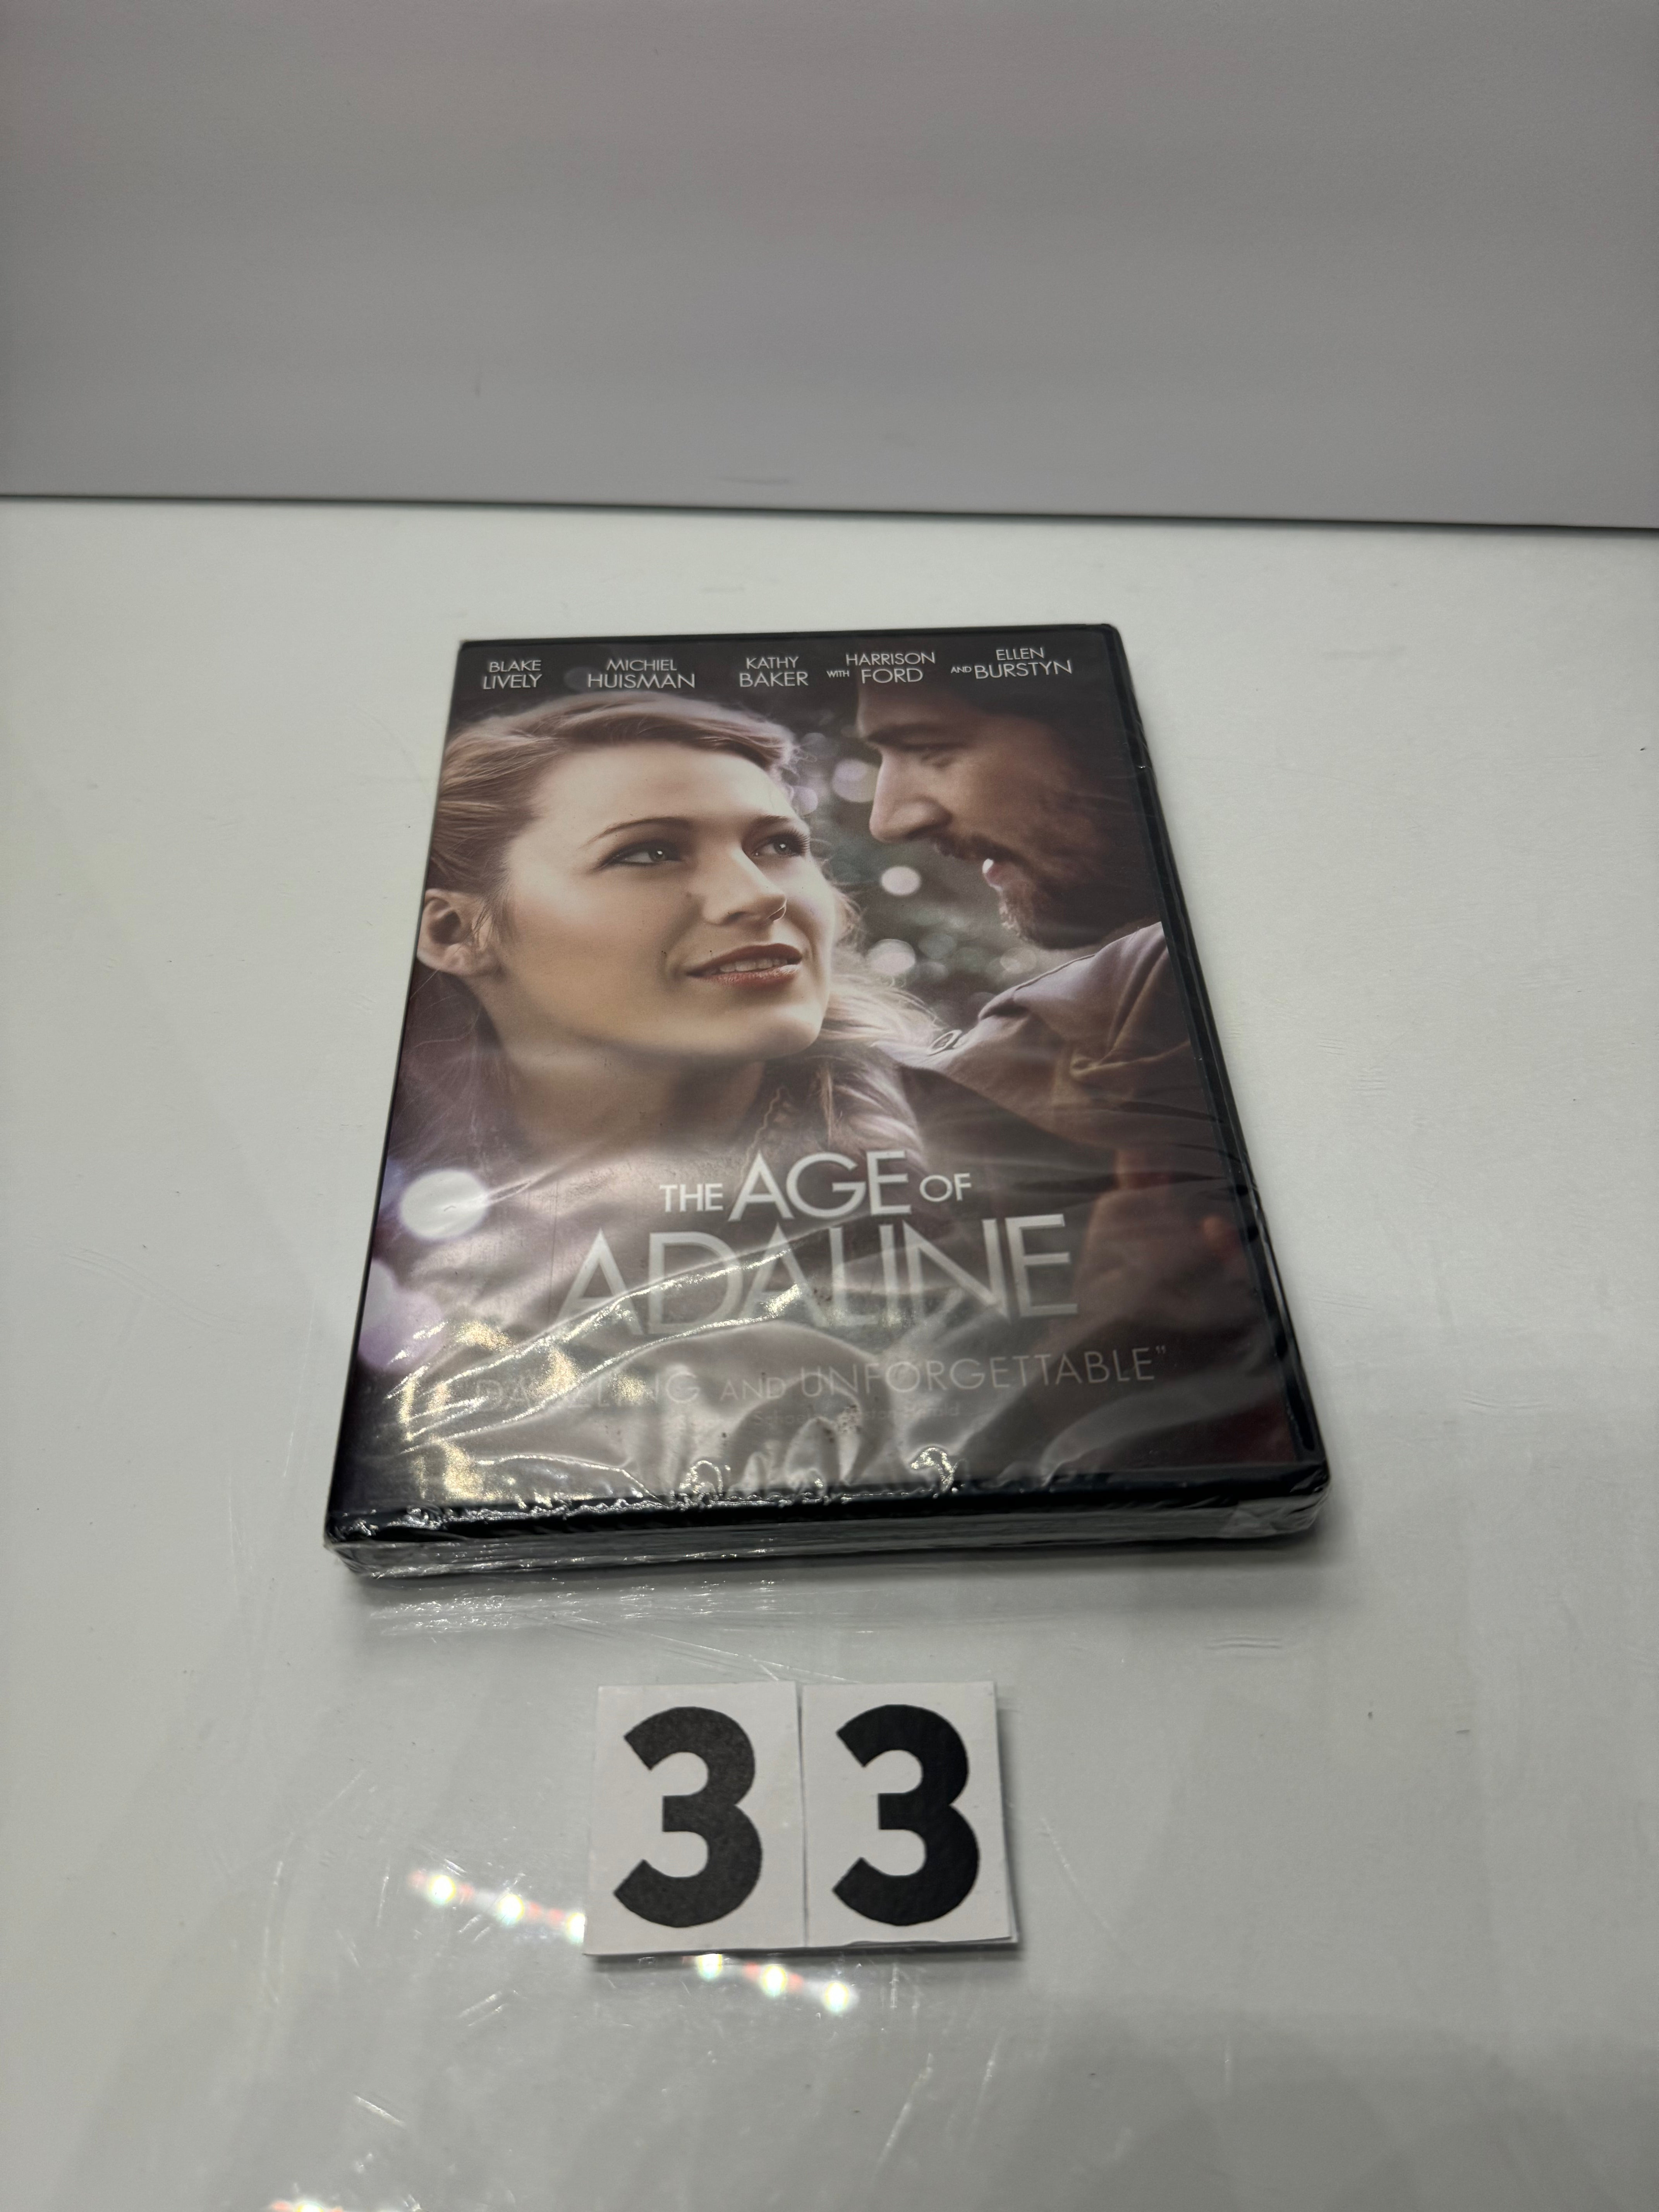 BLAKE LIVELY MICHIEL HUISMAN KATHY BAKER WITH HARRISON FORD AND ELLEN BURSTYN
THE AGE OF
ADALINE
DAZZLING AND UNFORGETTABLE"
33